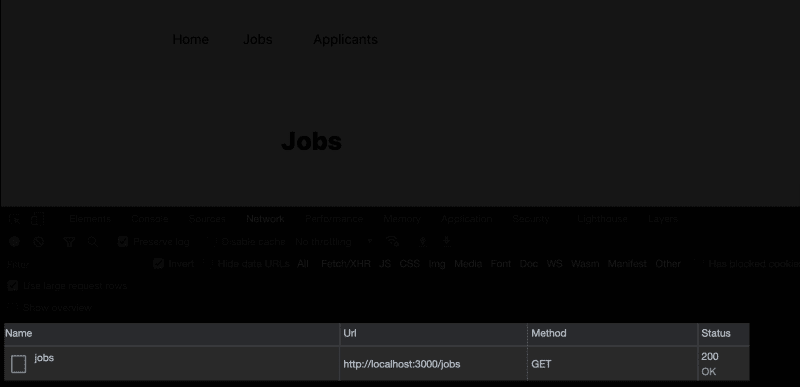 Home Jobs Applicants
Jobs
Elements Console Sources Network Performance Memory Application Security Lighthouse Layers
Preserve log Disable cache No throttling
Filter Invert Hide data URLs All Fetch/XHR JS CSS Img Media Font Doc WS Wasm Manifest Other Has blocked cookies
Use large request rows
Show overview
Name Url Method Status
jobs http://localhost:3000/jobs GET 200
OK